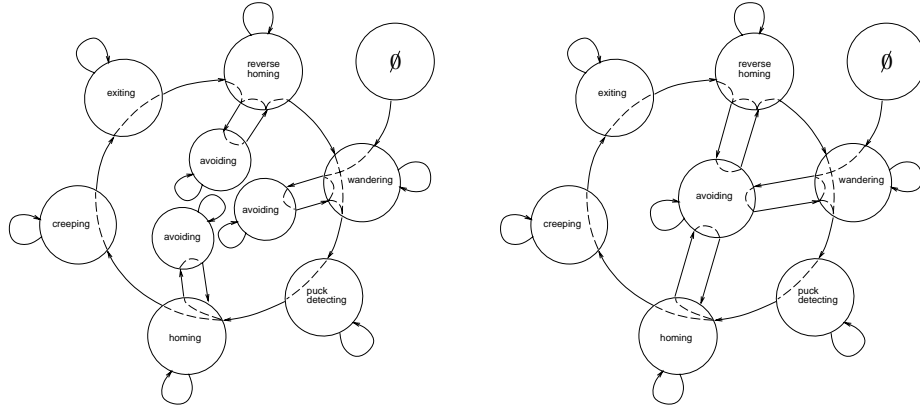 reverse
homing
∅
exiting
avoiding
wandering
avoiding
creeping
avoiding
puck
detecting
homing
reverse
homing
∅
exiting
wandering
avoiding
creeping
puck
detecting
homing